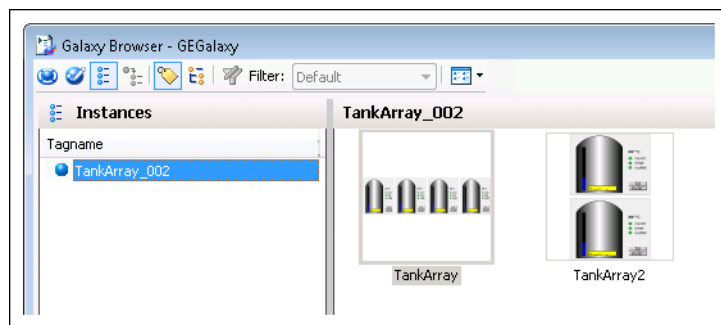 Galaxy Browser - GEGalaxy
Filter: Default
Instances
TankArray_002
Tagname
TankArray_002
TankArray
TankArray2